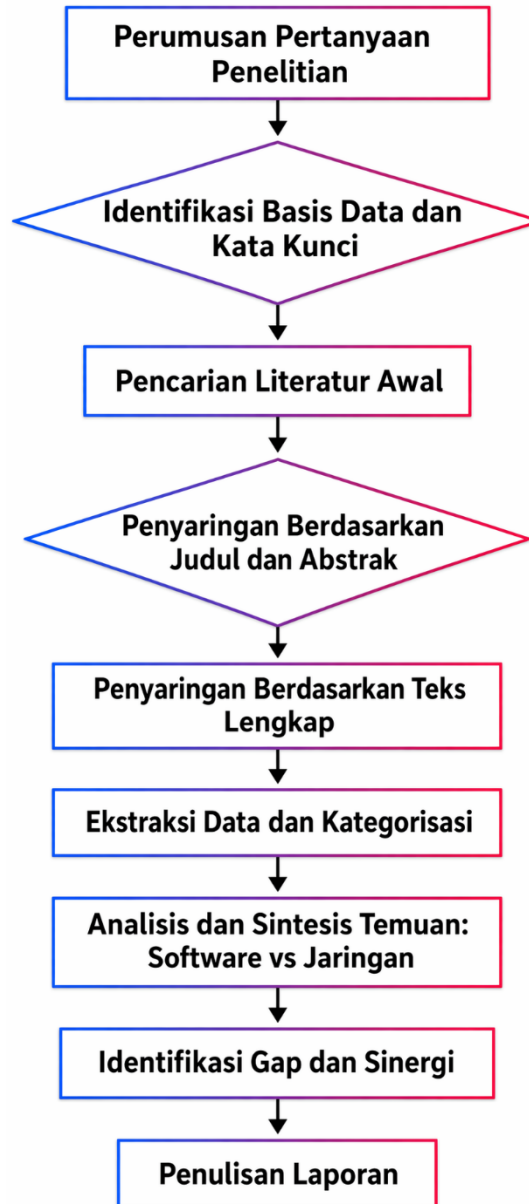 Perumusan Pertanyaan
Penelitian
Identifikasi Basis Data dan
Kata Kunci
Pencarian Literatur Awal
Penyaringan Berdasarkan
Judul dan Abstrak
Penyaringan Berdasarkan Teks
Lengkap
Ekstraksi Data dan Kategorisasi
Analisis dan Sintesis Temuan:
Software vs Jaringan
Identifikasi Gap dan Sinergi
Penulisan Laporan